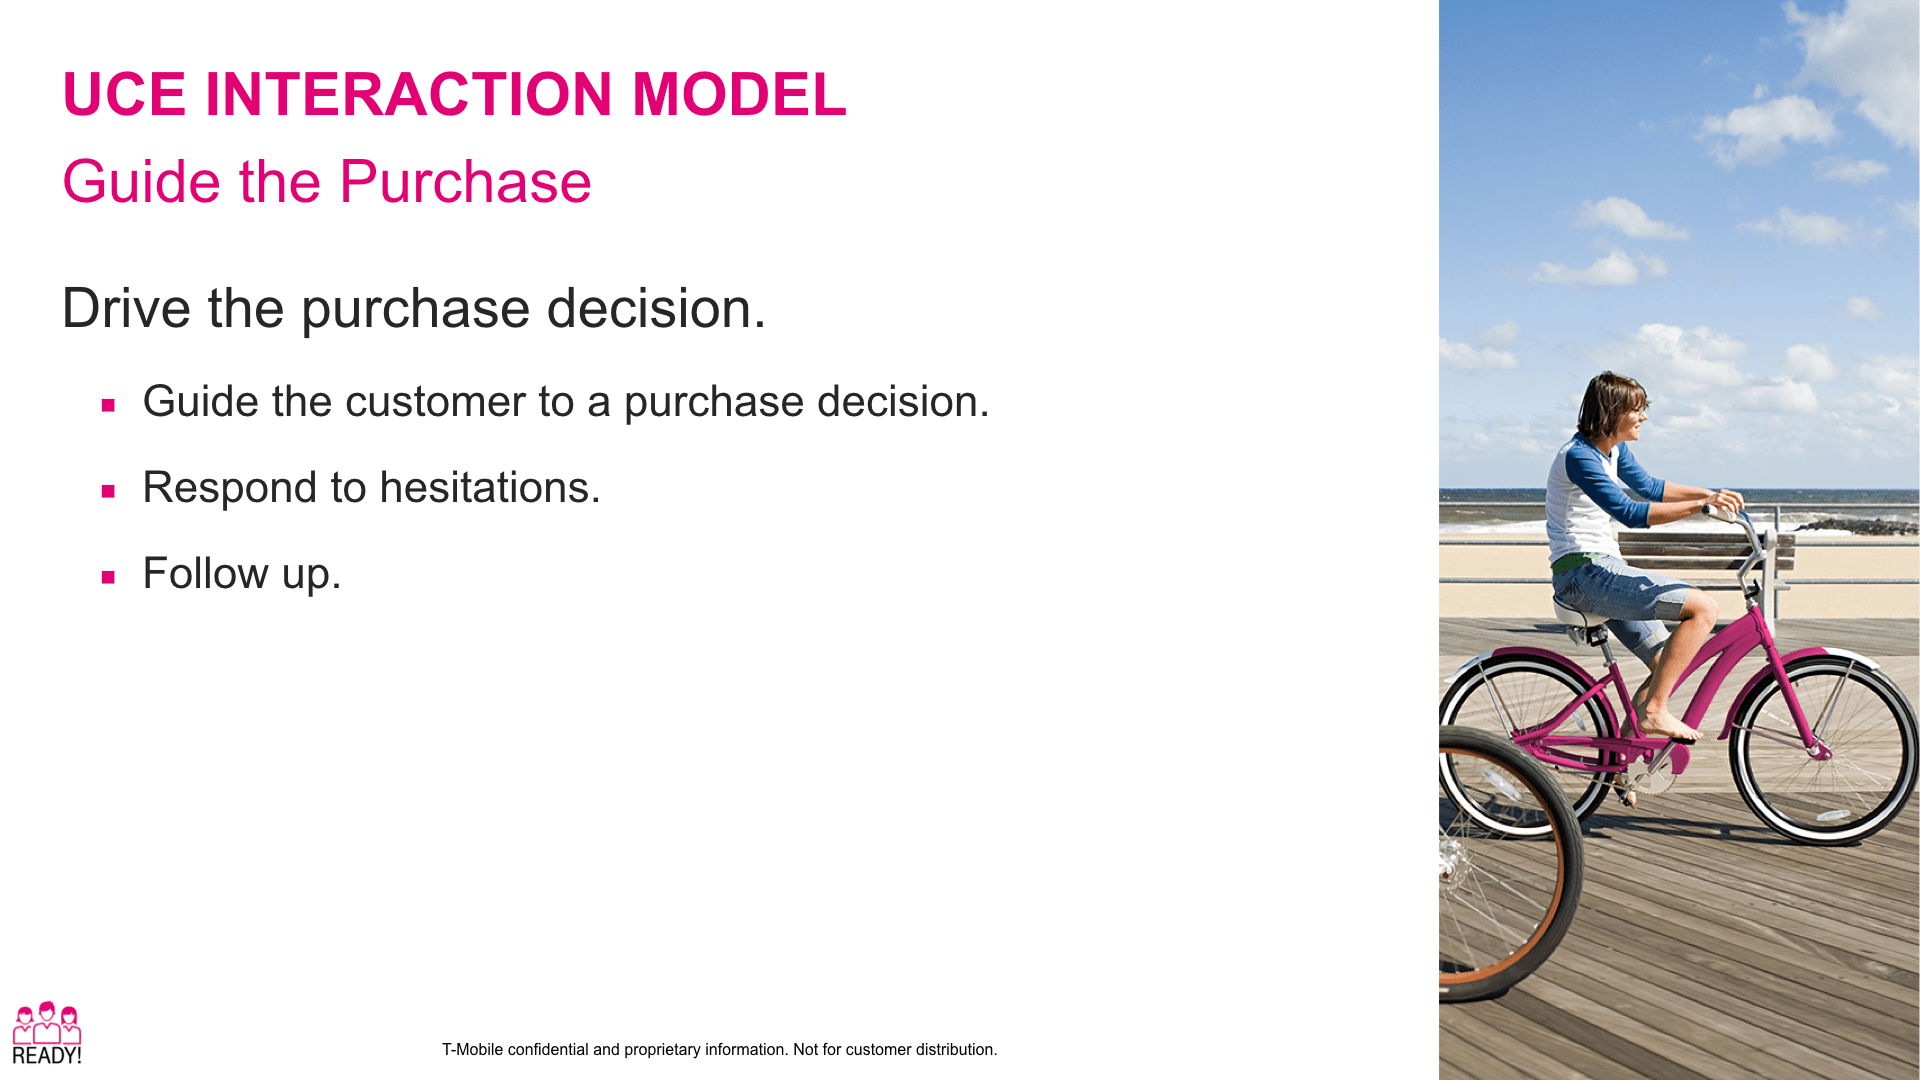 UCE INTERACTION MODEL
Guide the Purchase
Drive the purchase decision.
Guide the customer to a purchase decision.
Respond to hesitations.
Follow up.
READY!
T-Mobile confidential and proprietary information. Not for customer distribution.